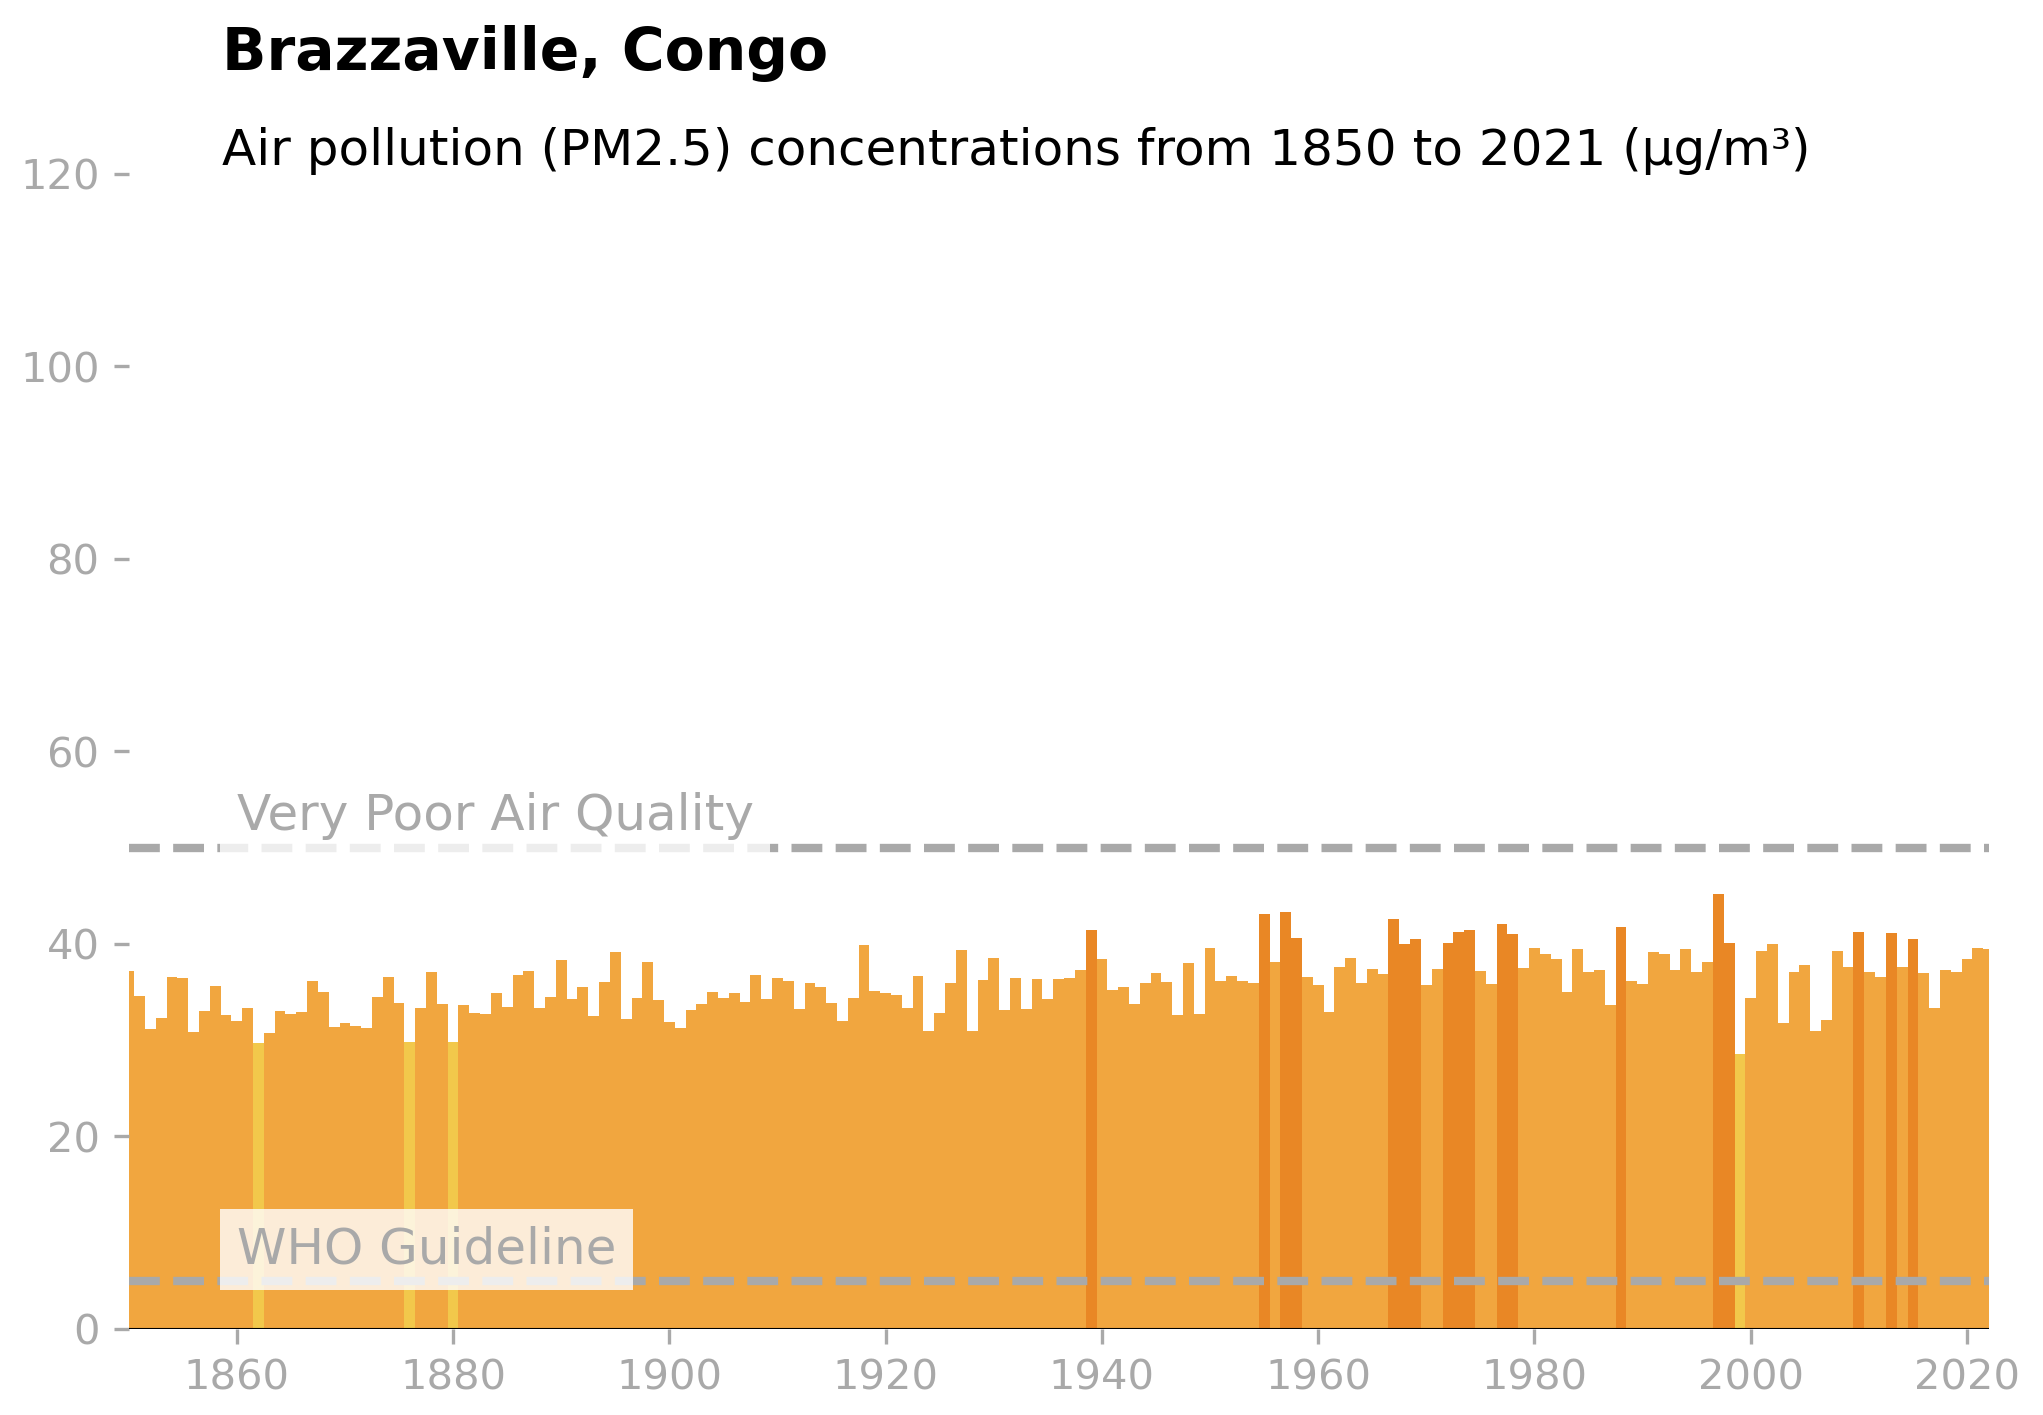 Brazzaville, Congo
Air pollution (PM2.5) concentrations from 1850 to 2021 (µg/m³)
120
100
80
60
Very Poor Air Quality
40
20
WHO Guideline
0
1860 1880 1900 1920 1940 1960 1980 2000 2020